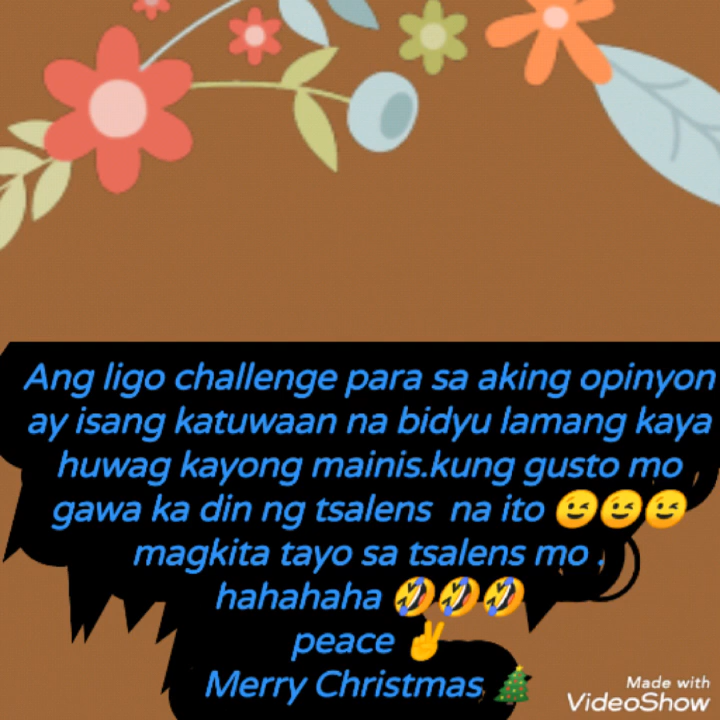 Ang ligo challenge para sa aking opinyon
ay isang katuwaan na bidyu lamang kaya
huwag kayong mainis.kung gusto mo
gawa ka din ng tsalens na ito 😉😉😉
magkita tayo sa tsalens mo .
hahahaha 🤣🤣🤣
peace ✌
Merry Christmas 🎄
Made with
VideoShow